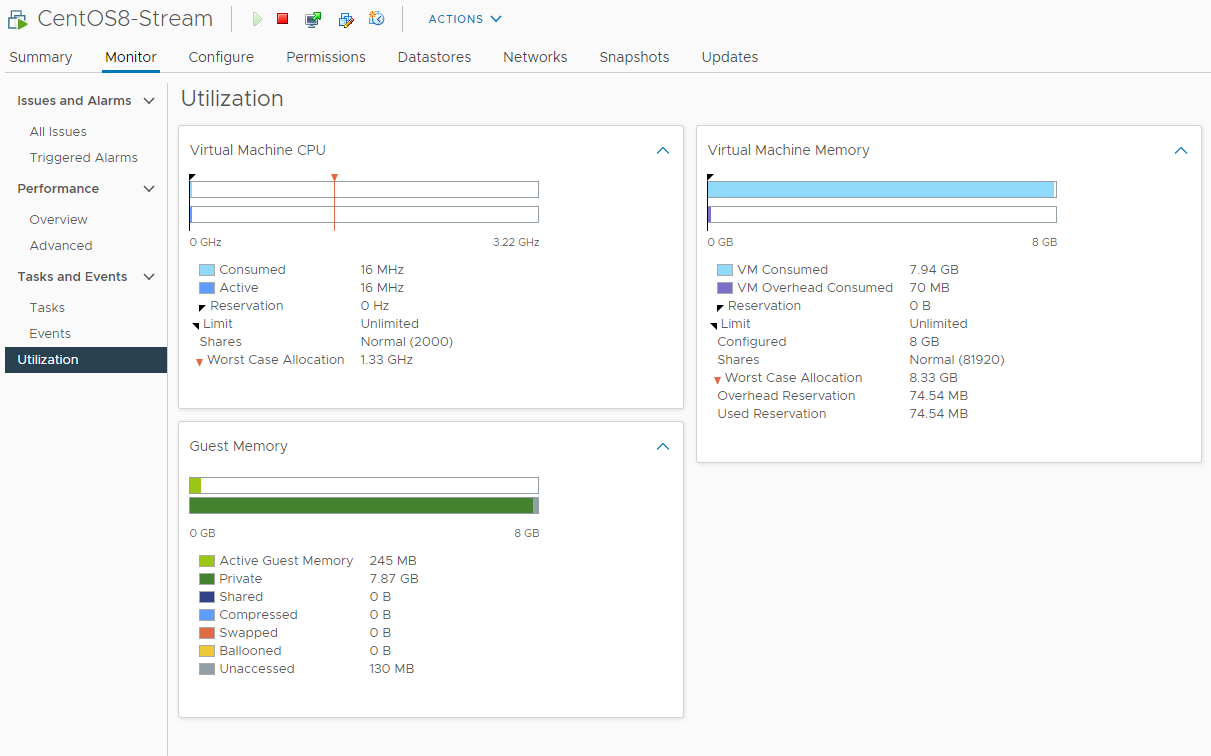 CentOS8-Stream
ACTIONS
Summary Monitor Configure Permissions Datastores Networks Snapshots Updates
Issues and Alarms
All Issues
Triggered Alarms
Performance
Overview
Advanced
Tasks and Events
Tasks
Events
Utilization
Utilization
Virtual Machine CPU
0 GHz 3.22 GHz
Consumed 16 MHz
Active 16 MHz
Reservation 0 Hz
Limit Unlimited
Shares Normal (2000)
Worst Case Allocation 1.33 GHz
Virtual Machine Memory
0 GB 8 GB
VM Consumed 7.94 GB
VM Overhead Consumed 70 MB
Reservation 0 B
Limit Unlimited
Configured 8 GB
Shares Normal (81920)
Worst Case Allocation 8.33 GB
Overhead Reservation 74.54 MB
Used Reservation 74.54 MB
Guest Memory
0 GB 8 GB
Active Guest Memory 245 MB
Private 7.87 GB
Shared 0 B
Compressed 0 B
Swapped 0 B
Ballooned 0 B
Unaccessed 130 MB